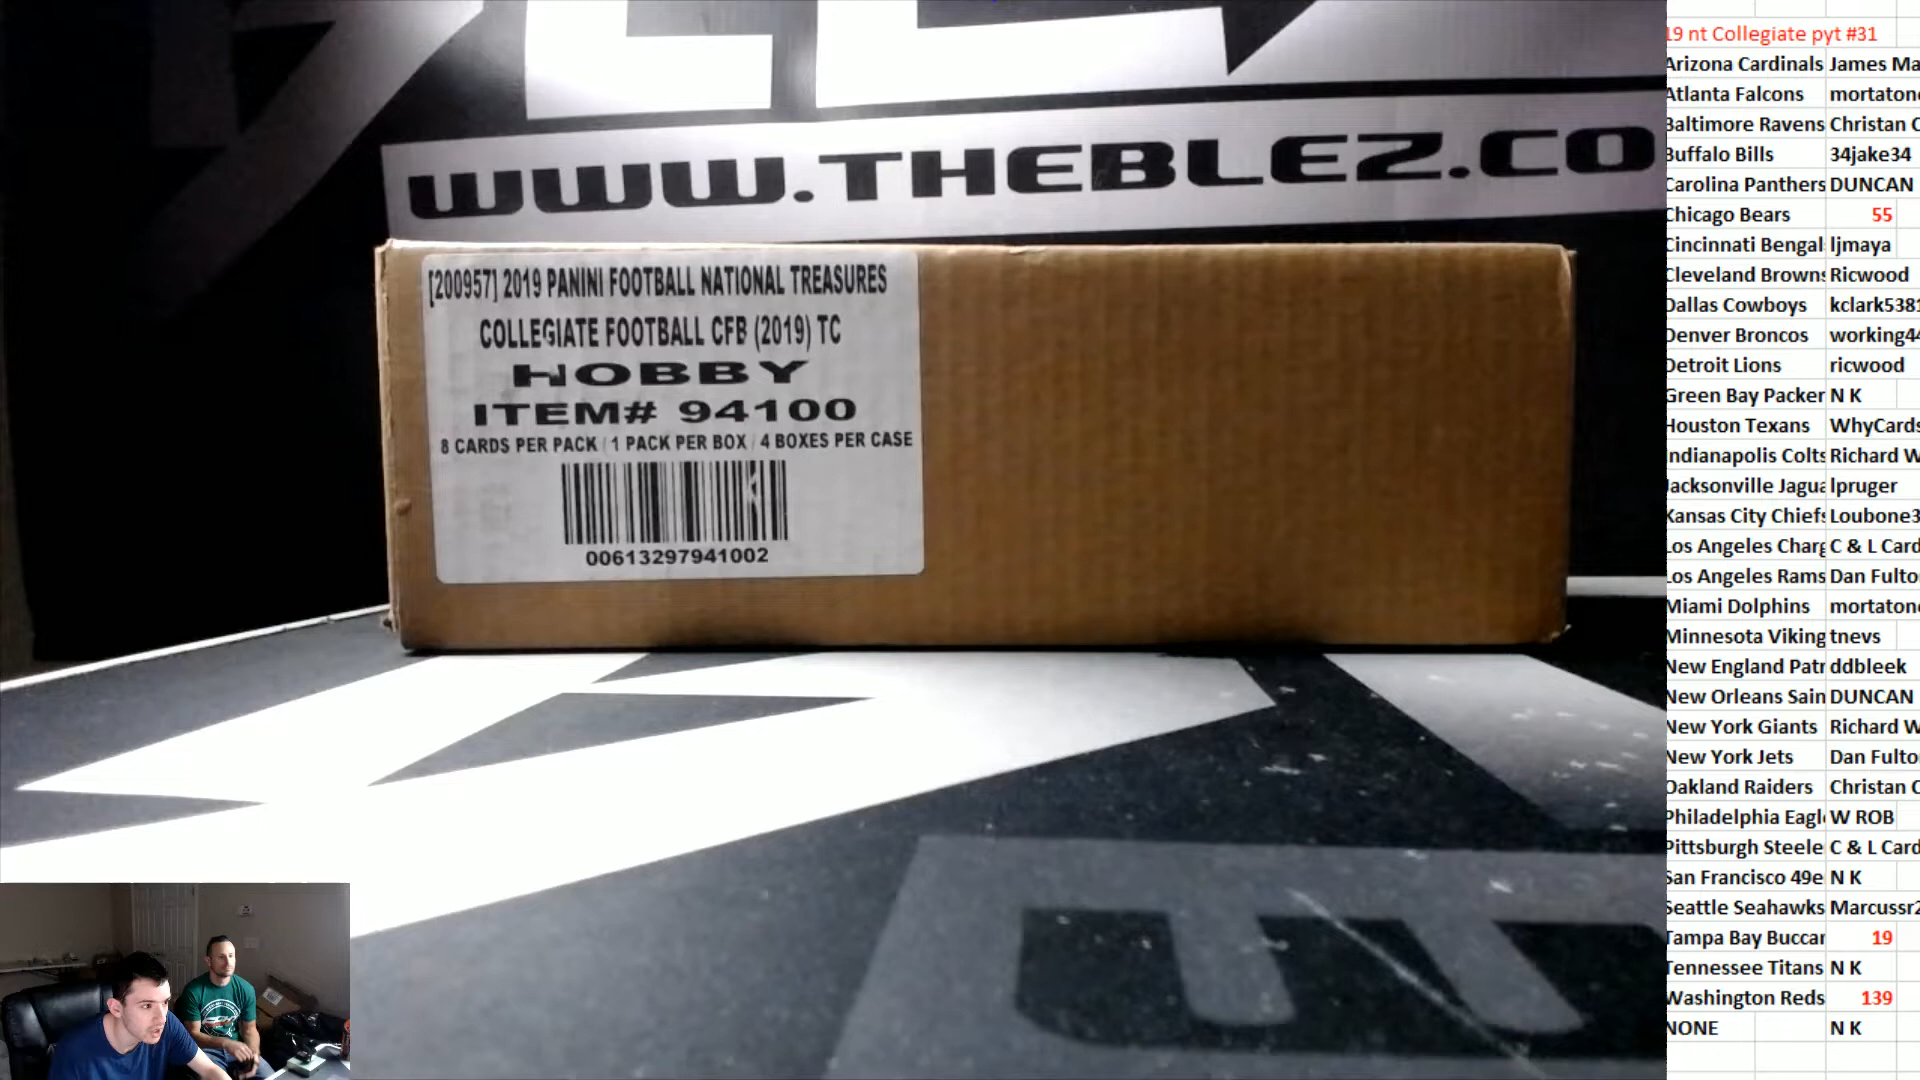 WWW.THEBLEZ.CO
[200957] 2019 PANINI FOOTBALL NATIONAL TREASURES
COLLEGIATE FOOTBALL CFB (2019) TC
HOBBY
ITEM# 94100
8 CARDS PER PACK / 1 PACK PER BOX / 4 BOXES PER CASE
00613297941002
19 nt Collegiate pyt #31
Arizona Cardinals James Ma
Atlanta Falcons mortaton
Baltimore Ravens Christan C
Buffalo Bills 34jake34
Carolina Panthers DUNCAN
Chicago Bears 55
Cincinnati Bengal ljmaya
Cleveland Browns Ricwood
Dallas Cowboys kclark5381
Denver Broncos working44
Detroit Lions ricwood
Green Bay Packer N K
Houston Texans WhyCards
Indianapolis Colts Richard W
Jacksonville Jagua lpruger
Kansas City Chiefs Loubone3
Los Angeles Charg C & L Card
Los Angeles Rams Dan Fulto
Miami Dolphins mortaton
Minnesota Viking tnevs
New England Patr ddbleek
New Orleans Sain DUNCAN
New York Giants Richard W
New York Jets Dan Fulto
Oakland Raiders Christan C
Philadelphia Eagl W ROB
Pittsburgh Steele C & L Card
San Francisco 49e N K
Seattle Seahawks Marcussr2
Tampa Bay Buccar 19
Tennessee Titans N K
Washington Reds 139
NONE N K